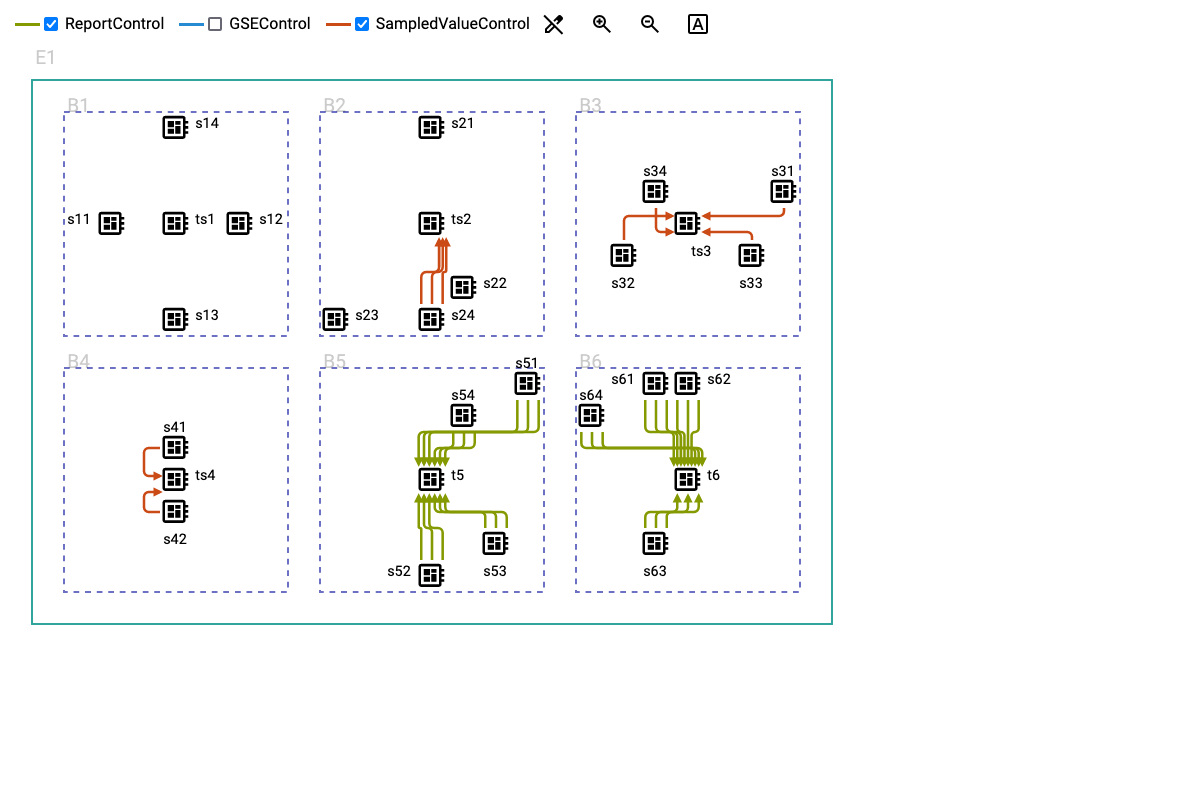 ReportControl GSEControl SampledValueControl A
E1
B1 B2 B3
s14 s21
s34 s31
s11 ts1 s12 ts2
ts3
s22 s32 s33
s13 s23 s24
B4 B5 s51 B6
s61 s62
s54 s64
s41
ts4 t5 t6
s42
s52 s53 s63